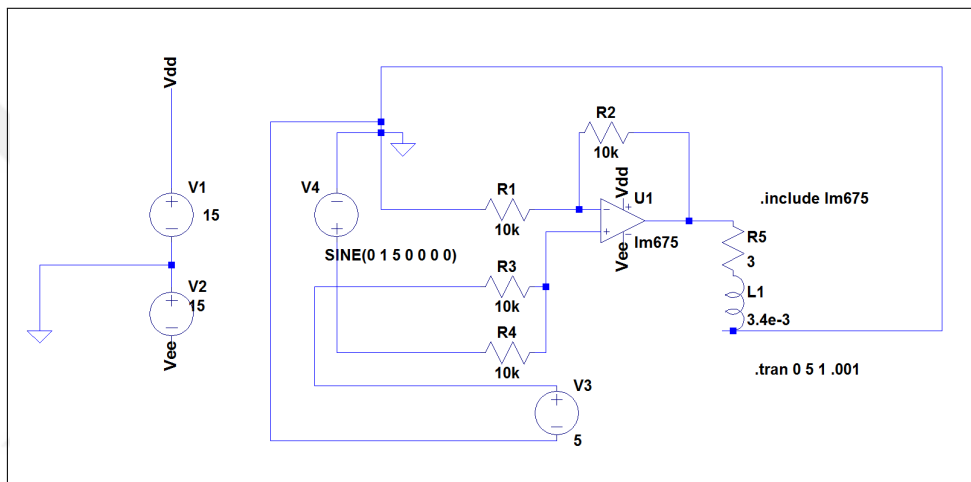 Vdd
V1
15
V2
15
Vee
V4
SINE(0 1 5 0 0 0 0)
R1
10k
R2
10k
Vdd
U1
lm675
Vee
R3
10k
R4
10k
V3
5
.include lm675
R5
3
L1
3.4e-3
.tran 0 5 1 .001